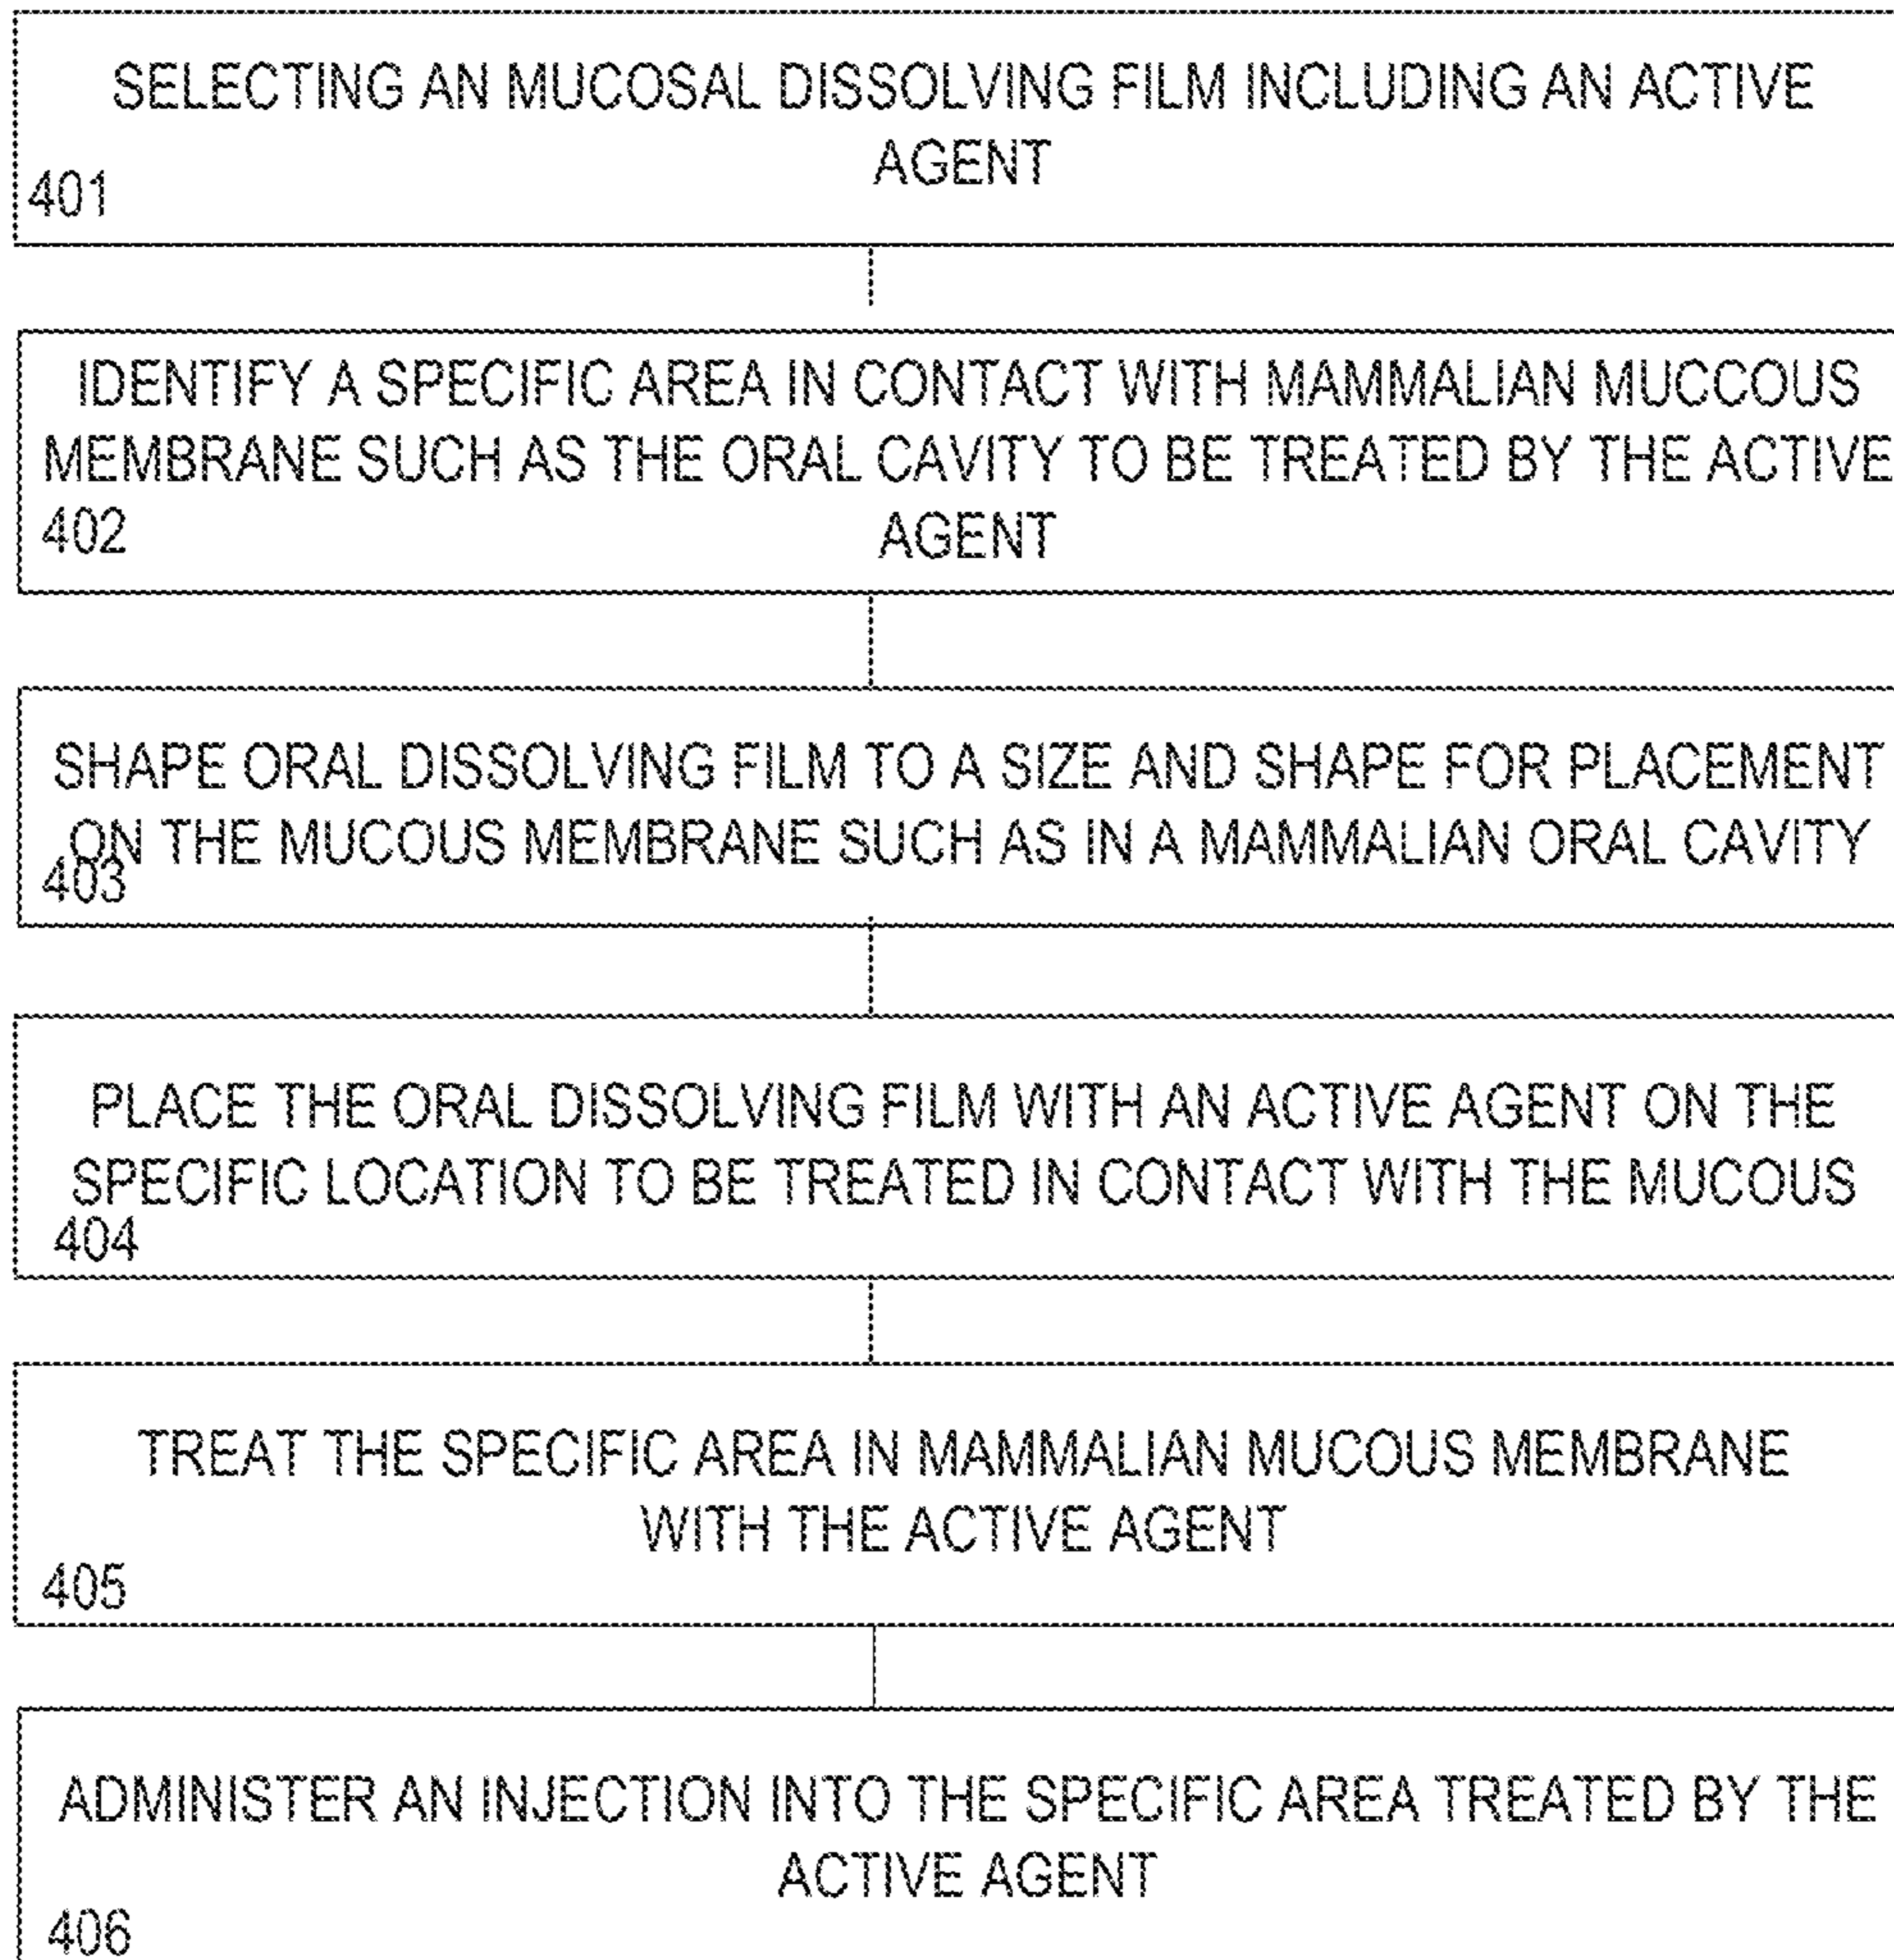 SELECTING AN MUCOSAL DISSOLVING FILM INCLUDING AN ACTIVE
AGENT
401
IDENTIFY A SPECIFIC AREA IN CONTACT WITH MAMMALIAN MUCCOUS
MEMBRANE SUCH AS THE ORAL CAVITY TO BE TREATED BY THE ACTIVE
AGENT
402
SHAPE ORAL DISSOLVING FILM TO A SIZE AND SHAPE FOR PLACEMENT
ON THE MUCOUS MEMBRANE SUCH AS IN A MAMMALIAN ORAL CAVITY
403
PLACE THE ORAL DISSOLVING FILM WITH AN ACTIVE AGENT ON THE
SPECIFIC LOCATION TO BE TREATED IN CONTACT WITH THE MUCOUS
404
TREAT THE SPECIFIC AREA IN MAMMALIAN MUCOUS MEMBRANE
WITH THE ACTIVE AGENT
405
ADMINISTER AN INJECTION INTO THE SPECIFIC AREA TREATED BY THE
ACTIVE AGENT
406